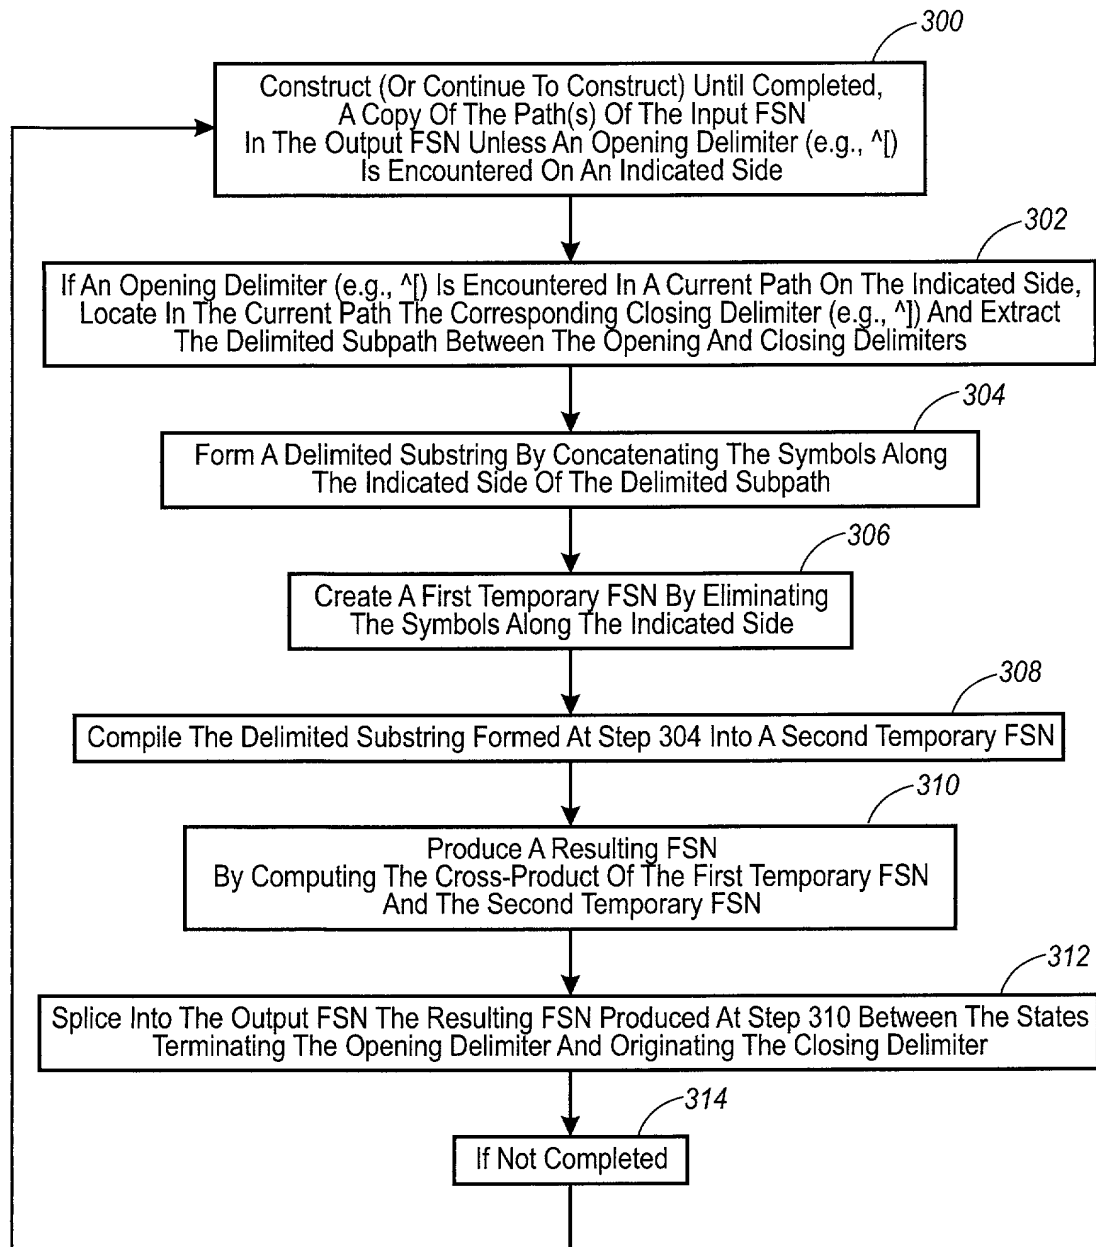 300
Construct (Or Continue To Construct) Until Completed,
A Copy Of The Path(s) Of The Input FSN
In The Output FSN Unless An Opening Delimiter (e.g., ^[)
Is Encountered On An Indicated Side
302
If An Opening Delimiter (e.g., ^[) Is Encountered In A Current Path On The Indicated Side,
Locate In The Current Path The Corresponding Closing Delimiter (e.g., ^]) And Extract
The Delimited Subpath Between The Opening And Closing Delimiters
304
Form A Delimited Substring By Concatenating The Symbols Along
The Indicated Side Of The Delimited Subpath
306
Create A First Temporary FSN By Eliminating
The Symbols Along The Indicated Side
308
Compile The Delimited Substring Formed At Step 304 Into A Second Temporary FSN
310
Produce A Resulting FSN
By Computing The Cross-Product Of The First Temporary FSN
And The Second Temporary FSN
312
Splice Into The Output FSN The Resulting FSN Produced At Step 310 Between The States
Terminating The Opening Delimiter And Originating The Closing Delimiter
314
If Not Completed